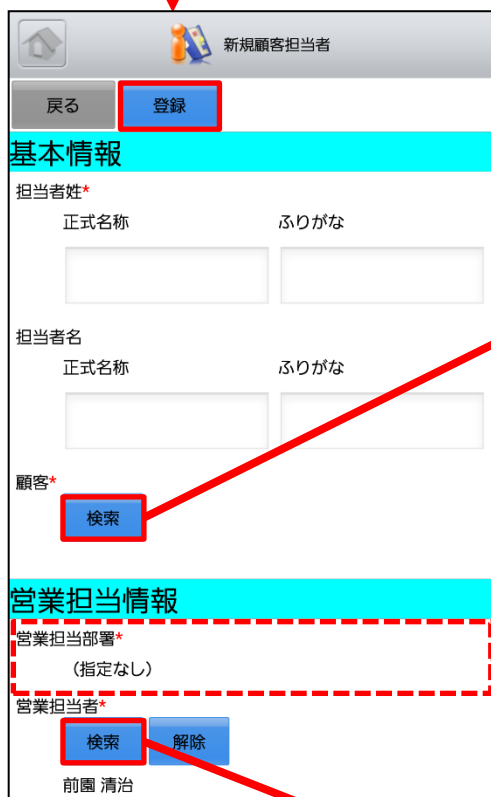 新規顧客担当者
戻る 登録
基本情報
担当者姓*
正式名称 ふりがな
担当者名
正式名称 ふりがな
顧客*
検索
営業担当情報
営業担当部署*
（指定なし）
営業担当者*
検索 解除
前園 清治